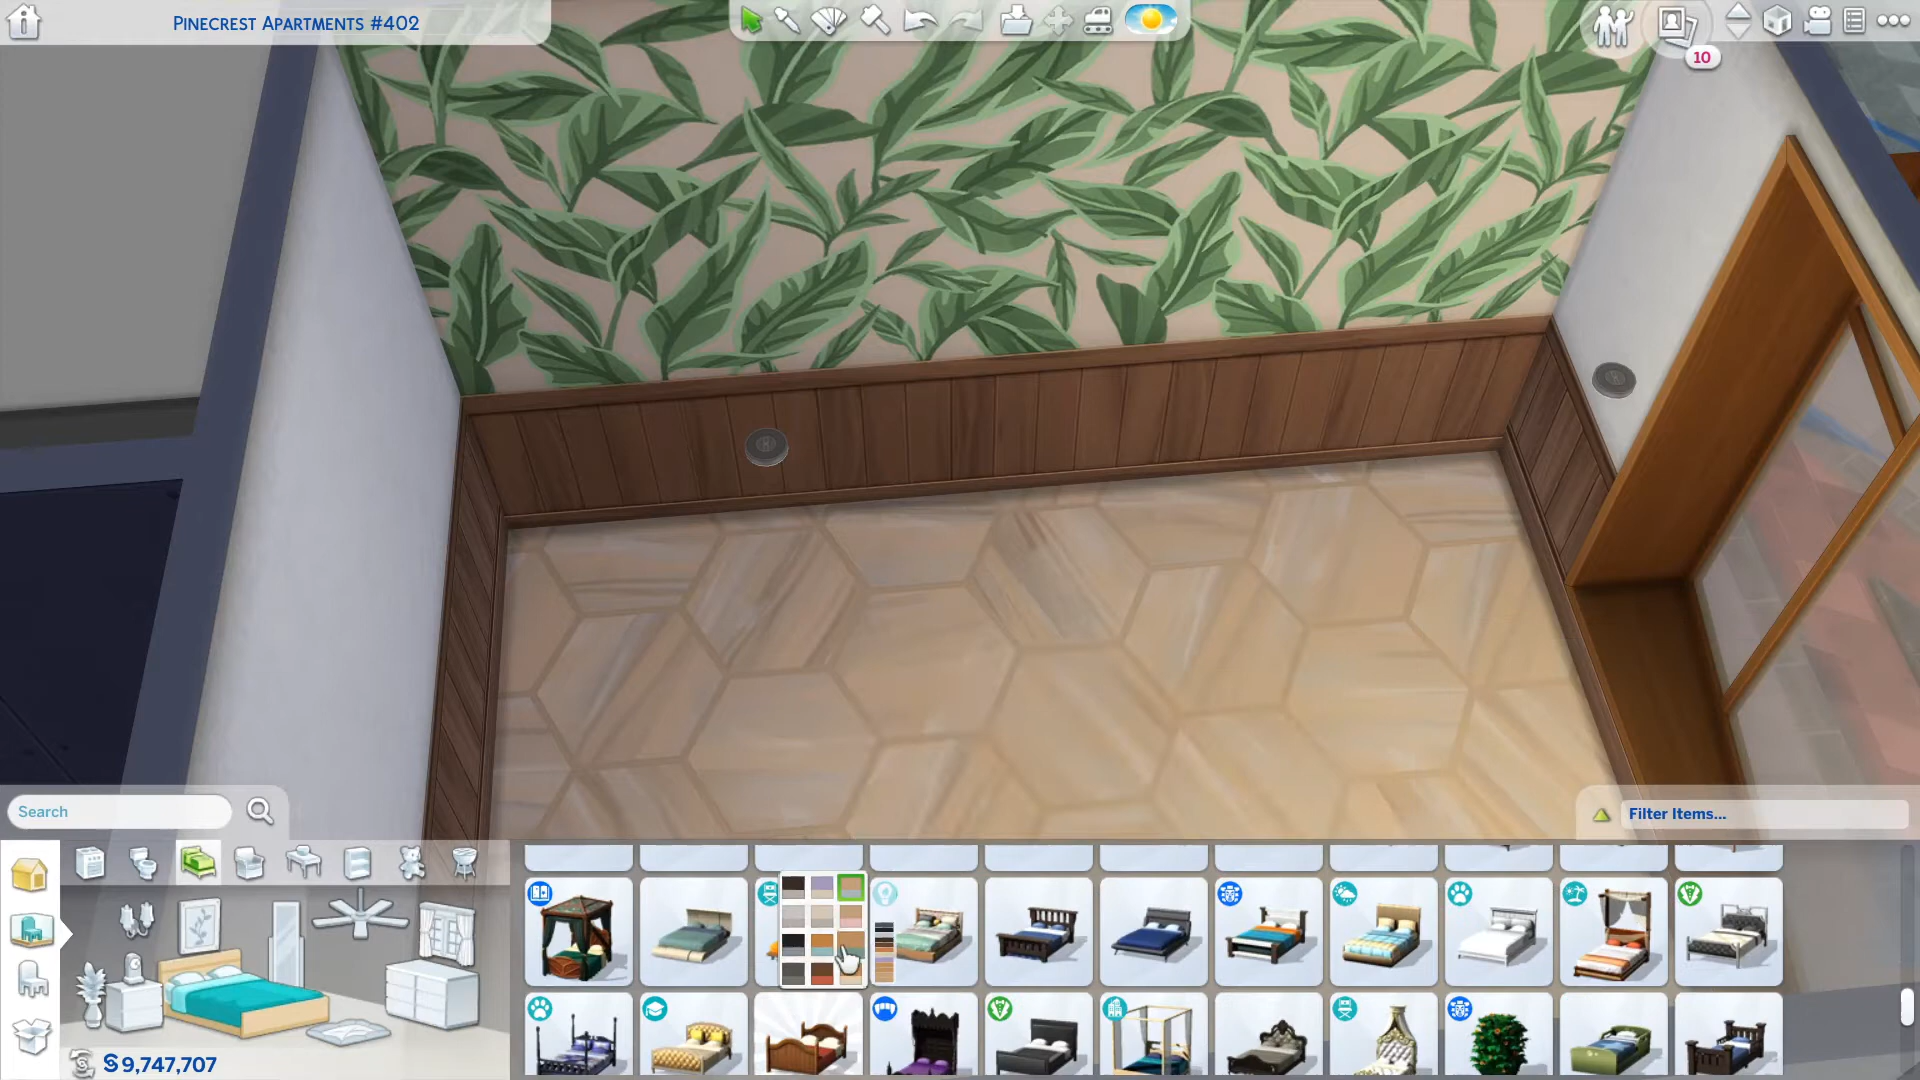 PINECREST APARTMENTS #402
10
Search
Filter Items...
§9,747,707